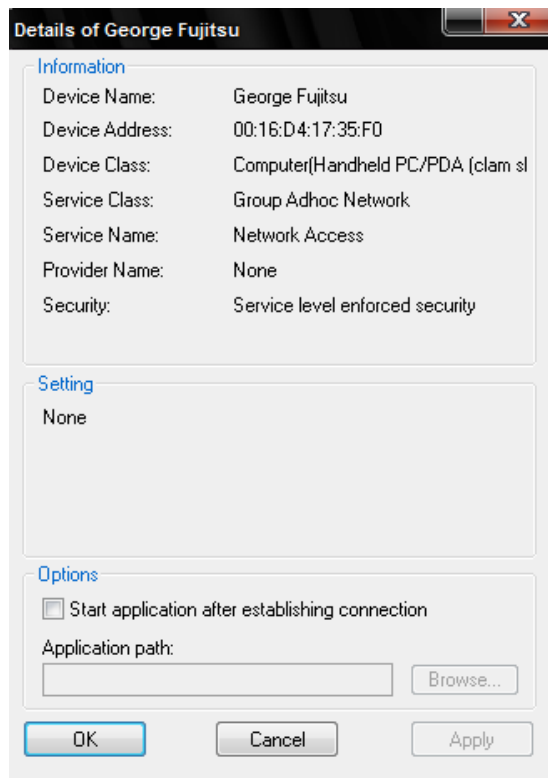 Details of George Fujitsu
Information
Device Name: George Fujitsu
Device Address: 00:16:D4:17:35:F0
Device Class: Computer(Handheld PC/PDA (clam sl
Service Class: Group Adhoc Network
Service Name: Network Access
Provider Name: None
Security: Service level enforced security
Setting
None
Options
Start application after establishing connection
Application path:
Browse...
OK Cancel Apply